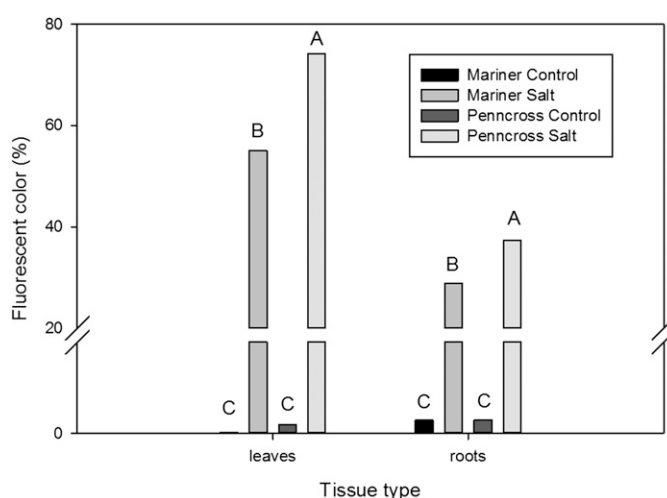 80
60
40
20
0
Fluorescent color (%)
Mariner Control
Mariner Salt
Penncross Control
Penncross Salt
A
B
C
C
A
B
C
C
leaves roots
Tissue type